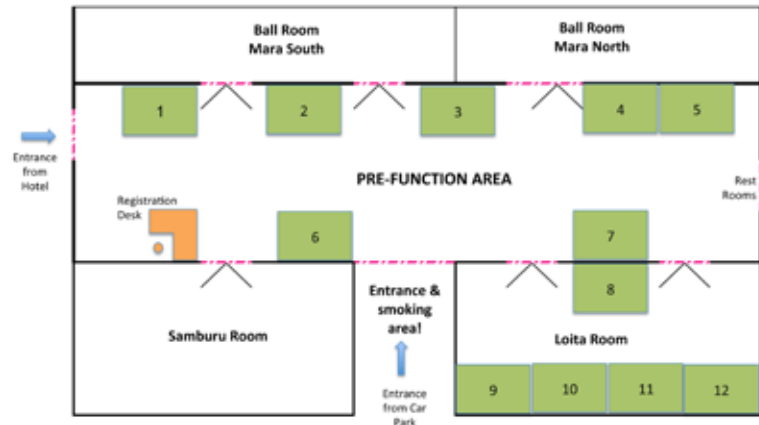 Ball Room
Mara South
Ball Room
Mara North
1
2
3
4
5
Entrance
from
Hotel
PRE-FUNCTION AREA
Rest
Rooms
Registration
Desk
6
7
8
Entrance &
smoking
area!
Samburu Room
Loita Room
Entrance
from Car
Park
9
10
11
12